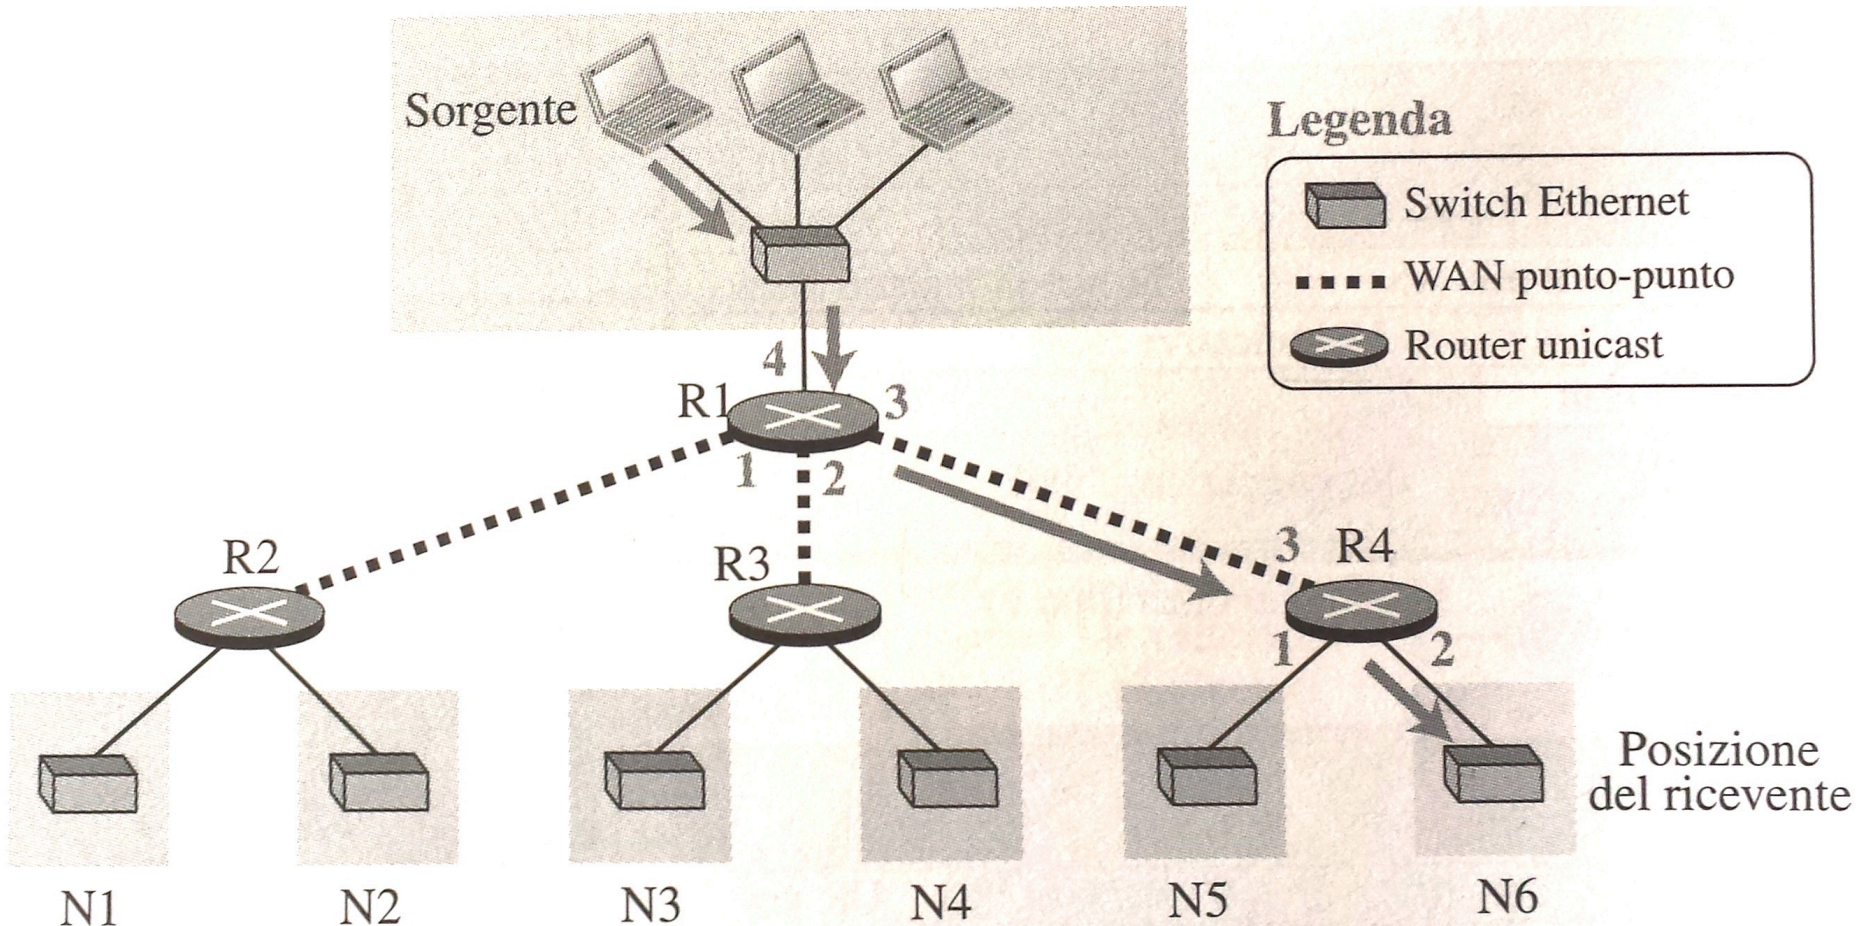 Sorgente
Legenda
Switch Ethernet
WAN punto-punto
Router unicast
4
R1
3
1
2
R2
R3
3
R4
1
2
Posizione
del ricevente
N1
N2
N3
N4
N5
N6